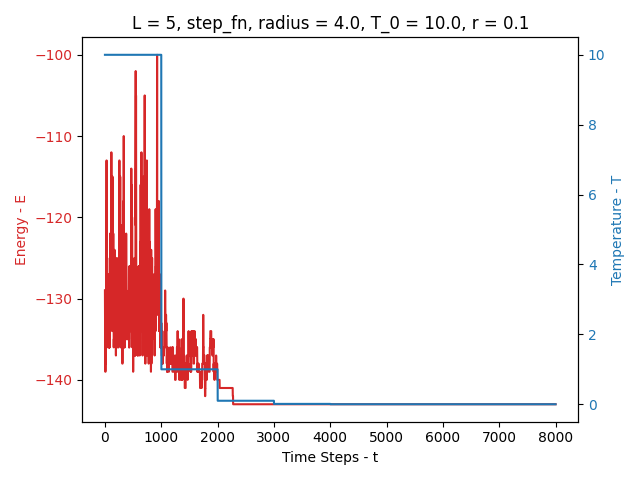 L = 5, step_fn, radius = 4.0, T_0 = 10.0, r = 0.1
−100
−110
−120
−130
−140
Energy - E
10
8
6
4
2
0
Temperature - T
0 1000 2000 3000 4000 5000 6000 7000 8000
Time Steps - t